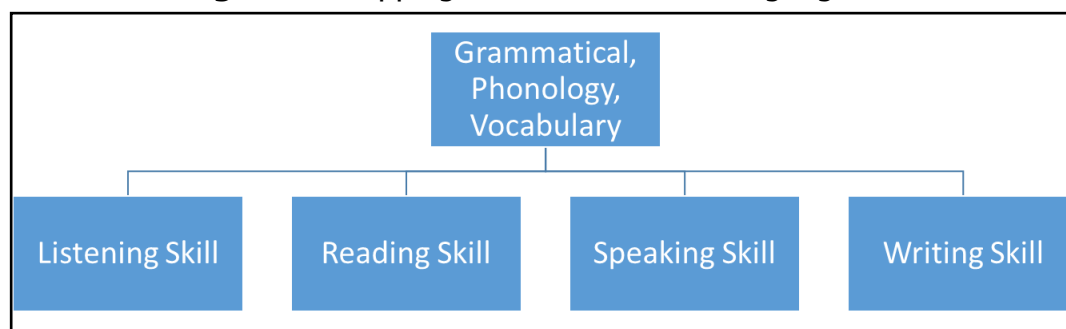 Grammatical,
Phonology,
Vocabulary
Listening Skill
Reading Skill
Speaking Skill
Writing Skill